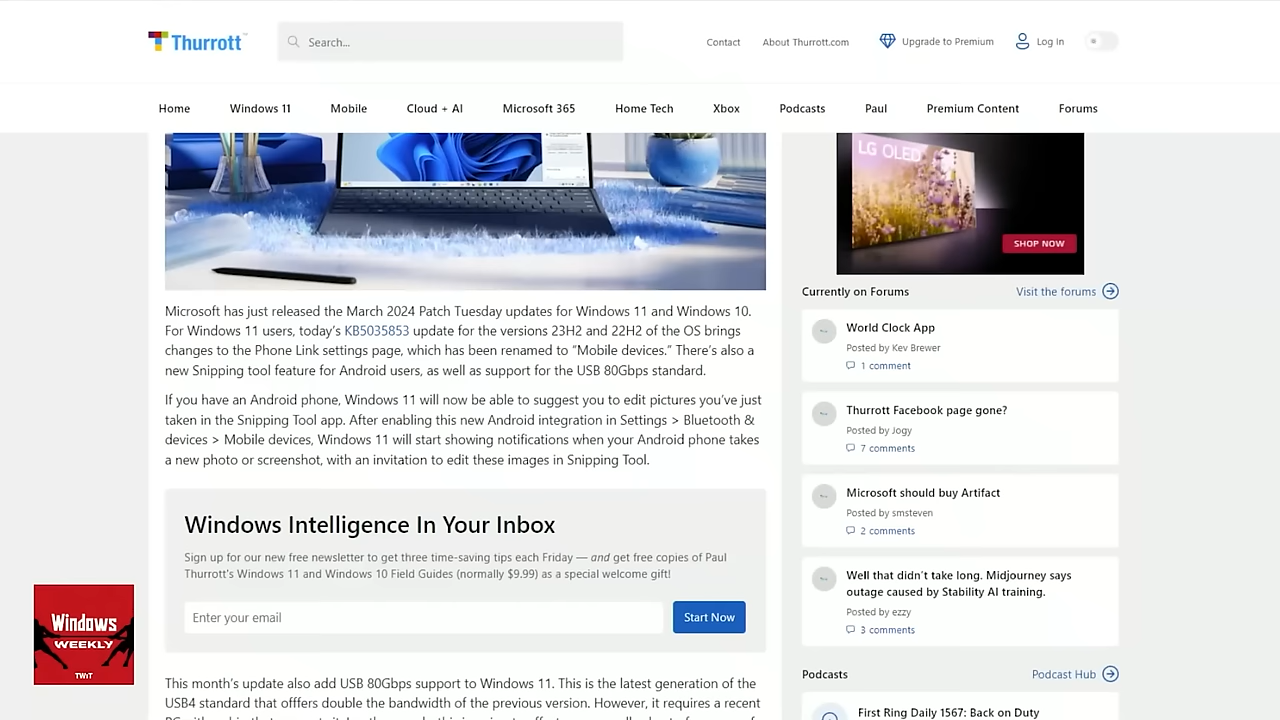 Thurrott
Search...
Contact
About Thurrott.com
Upgrade to Premium
Log In
Home
Windows 11
Mobile
Cloud + AI
Microsoft 365
Home Tech
Xbox
Podcasts
Paul
Premium Content
Forums
LG OLED
SHOP NOW
Microsoft has just released the March 2024 Patch Tuesday updates for Windows 11 and Windows 10.
For Windows 11 users, today's KB5035853 update for the versions 23H2 and 22H2 of the OS brings
changes to the Phone Link settings page, which has been renamed to "Mobile devices." There's also a
new Snipping tool feature for Android users, as well as support for the USB 80Gbps standard.
If you have an Android phone, Windows 11 will now be able to suggest you to edit pictures you've just
taken in the Snipping Tool app. After enabling this new Android integration in Settings > Bluetooth &
devices > Mobile devices, Windows 11 will start showing notifications when your Android phone takes
a new photo or screenshot, with an invitation to edit these images in Snipping Tool.
Windows Intelligence In Your Inbox
Sign up for our new free newsletter to get three time-saving tips each Friday — and get free copies of Paul
Thurrott's Windows 11 and Windows 10 Field Guides (normally $9.99) as a special welcome gift!
Enter your email
Start Now
This month's update also add USB 80Gbps support to Windows 11. This is the latest generation of the
USB4 standard that offfers double the bandwidth of the previous version. However, it requires a recent
Currently on Forums
Visit the forums
World Clock App
Posted by Kev Brewer
1 comment
Thurrott Facebook page gone?
Posted by Jogy
7 comments
Microsoft should buy Artifact
Posted by smsteven
2 comments
Well that didn't take long. Midjourney says
outage caused by Stability AI training.
Posted by ezzy
3 comments
Podcasts
Podcast Hub
First Ring Daily 1567: Back on Duty
Windows
WEEKLY
TWiT